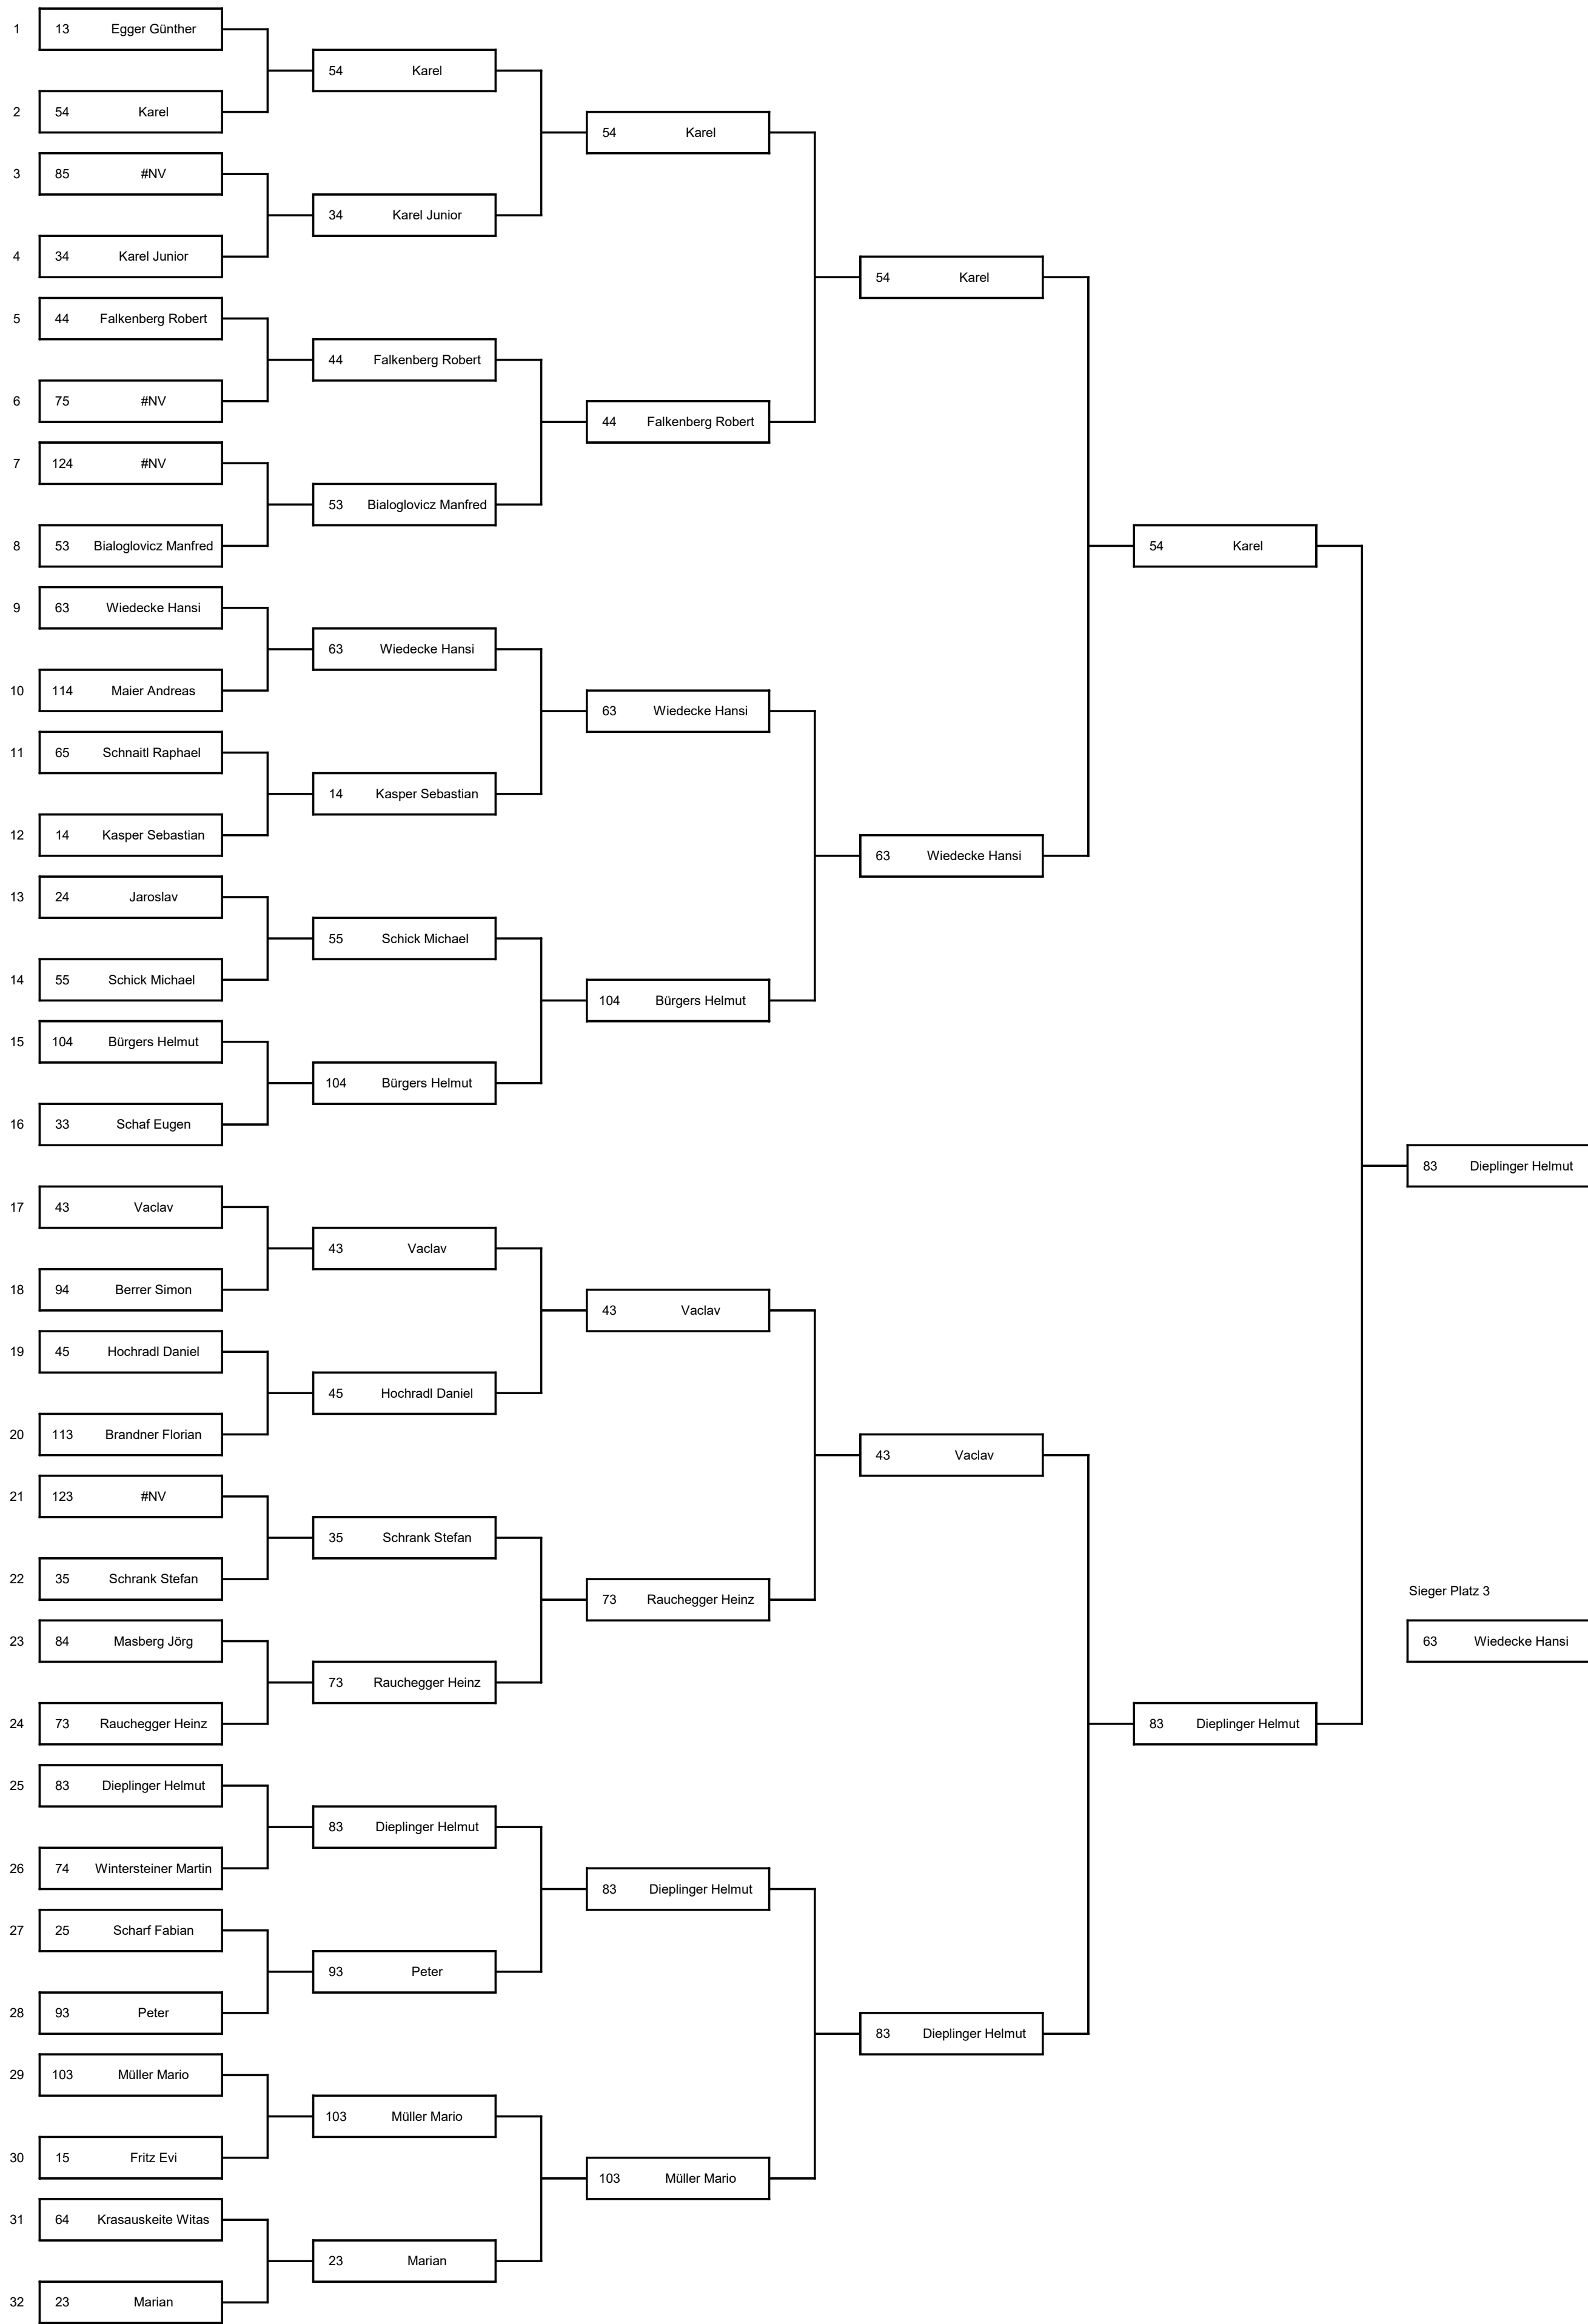 1 13 Egger Günther
54 Karel
2 54 Karel
54 Karel
3 85 #NV
34 Karel Junior
4 34 Karel Junior
54 Karel
5 44 Falkenberg Robert
44 Falkenberg Robert
6 75 #NV
44 Falkenberg Robert
7 124 #NV
53 Bialoglovicz Manfred
8 53 Bialoglovicz Manfred
54 Karel
9 63 Wiedecke Hansi
63 Wiedecke Hansi
10 114 Maier Andreas
63 Wiedecke Hansi
11 65 Schnaitl Raphael
14 Kasper Sebastian
12 14 Kasper Sebastian
63 Wiedecke Hansi
13 24 Jaroslav
55 Schick Michael
14 55 Schick Michael
104 Bürgers Helmut
15 104 Bürgers Helmut
104 Bürgers Helmut
16 33 Schaf Eugen
83 Dieplinger Helmut
17 43 Vaclav
43 Vaclav
18 94 Berrer Simon
43 Vaclav
19 45 Hochradl Daniel
45 Hochradl Daniel
20 113 Brandner Florian
43 Vaclav
21 123 #NV
35 Schrank Stefan
22 35 Schrank Stefan
Sieger Platz 3
73 Rauchegger Heinz
23 84 Masberg Jörg
63 Wiedecke Hansi
73 Rauchegger Heinz
24 73 Rauchegger Heinz
83 Dieplinger Helmut
25 83 Dieplinger Helmut
83 Dieplinger Helmut
26 74 Wintersteiner Martin
83 Dieplinger Helmut
27 25 Scharf Fabian
93 Peter
28 93 Peter
83 Dieplinger Helmut
29 103 Müller Mario
103 Müller Mario
30 15 Fritz Evi
103 Müller Mario
31 64 Krasauskeite Witas
23 Marian
32 23 Marian